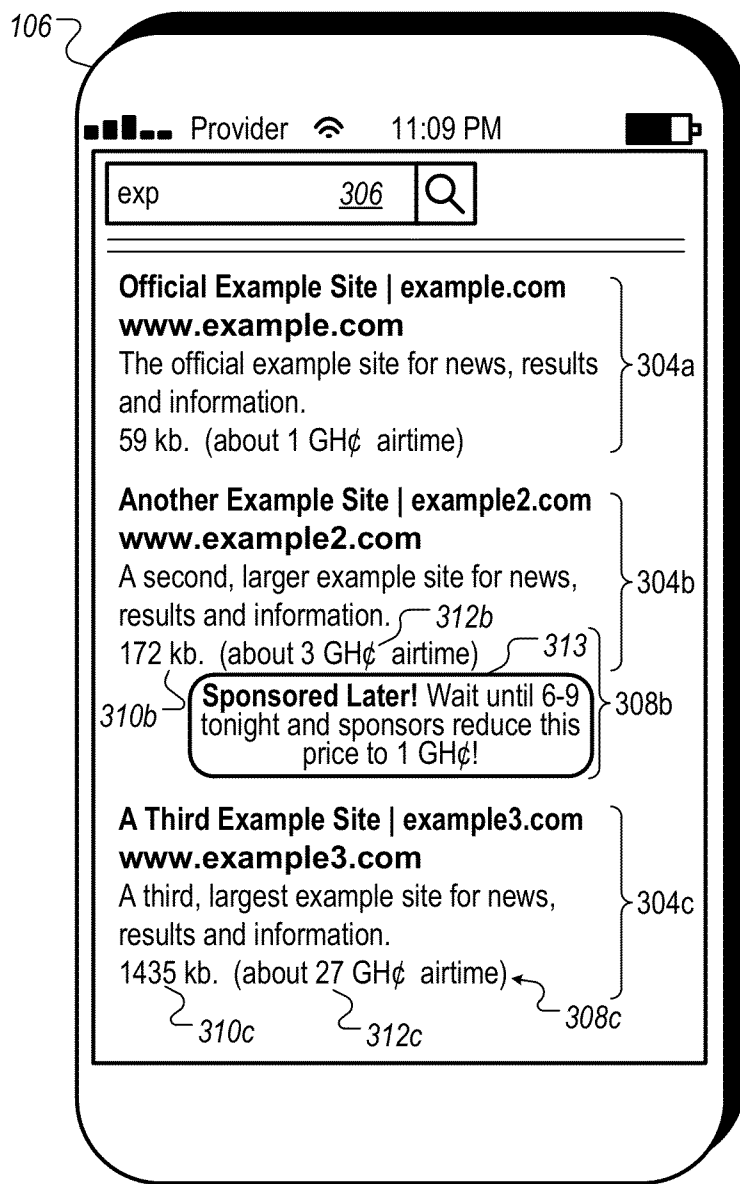 106
Provider 11:09 PM
exp 306
Official Example Site | example.com
www.example.com
The official example site for news, results
and information.
59 kb. (about 1 GH₵ airtime)
304a
Another Example Site | example2.com
www.example2.com
A second, larger example site for news,
results and information.
312b
304b
172 kb. (about 3 GH₵ airtime)
313
310b
Sponsored Later! Wait until 6-9
tonight and sponsors reduce this
price to 1 GH₵!
308b
A Third Example Site | example3.com
www.example3.com
A third, largest example site for news,
results and information.
304c
1435 kb. (about 27 GH₵ airtime)
310c
312c
308c